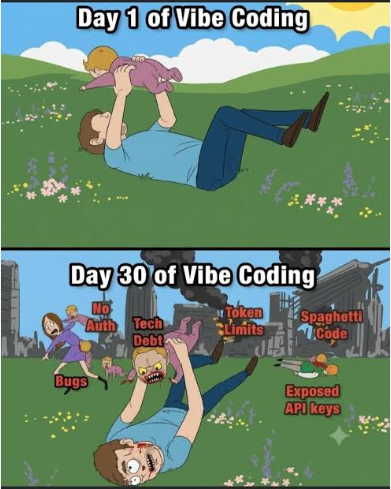 Day 1 of Vibe Coding
Day 30 of Vibe Coding
No
Auth
Tech
Debt
Token
Limits
Spaghetti
Code
Bugs
Exposed
API keys